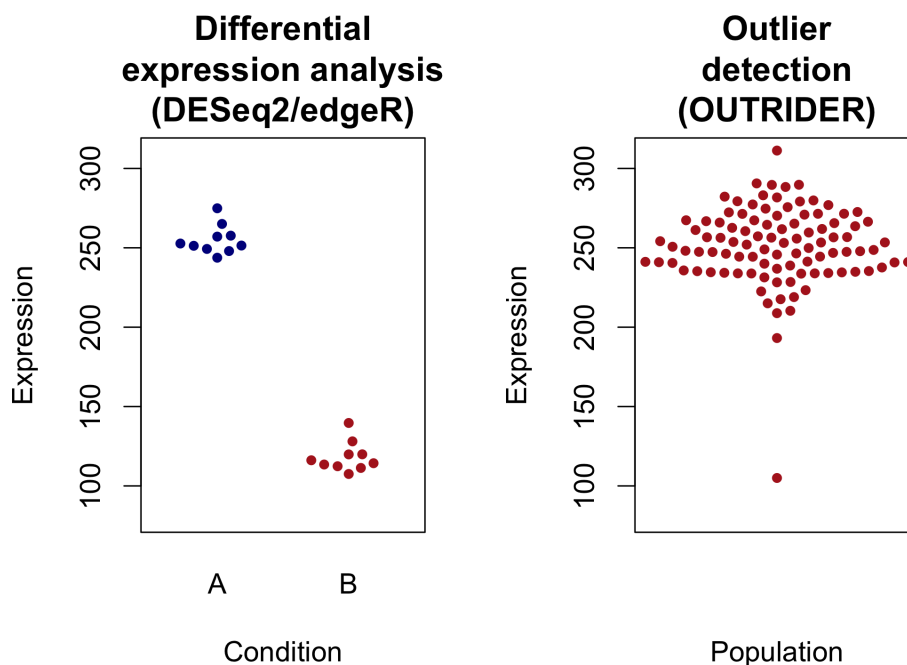 Differential
expression analysis
(DESeq2/edgeR)
Expression
300
250
200
150
100
A B
Condition
Outlier
detection
(OUTRIDER)
Expression
300
250
200
150
100
Population